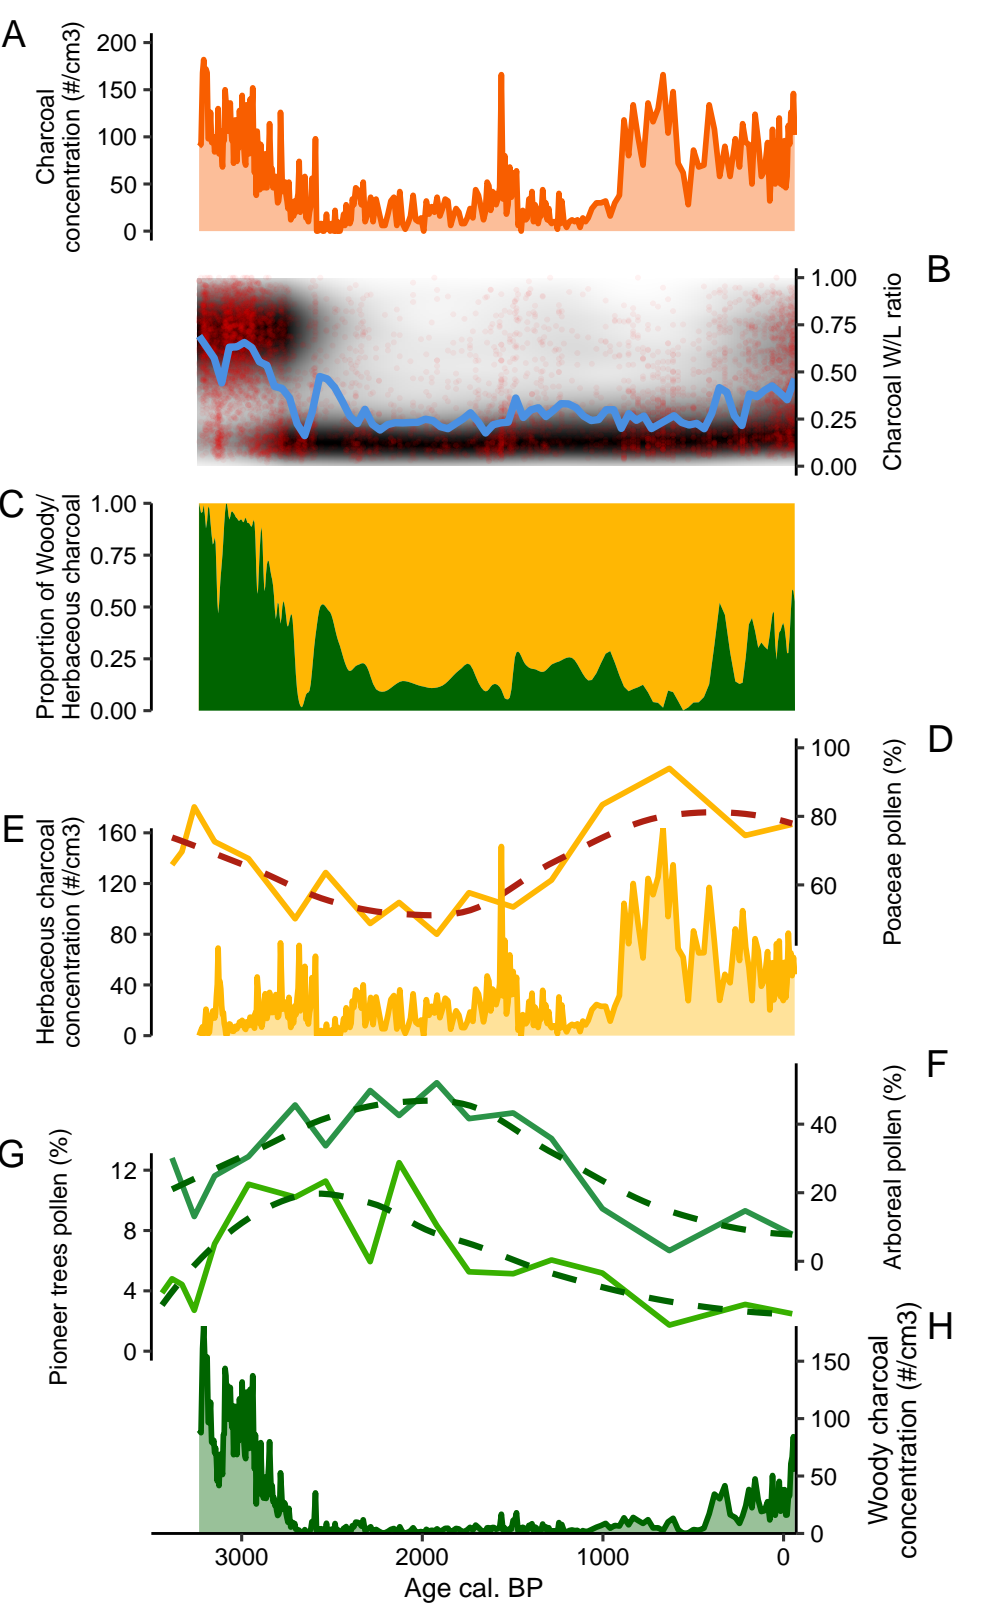 A
Charcoal
concentration (#/cm3)
200
150
100
50
0
B
1.00
0.75
0.50
0.25
0.00
Charcoal W/L ratio
C
Proportion of Woody/
Herbaceous charcoal
1.00
0.75
0.50
0.25
0.00
D
100
80
60
Poaceae pollen (%)
E
Herbaceous charcoal
concentration (#/cm3)
160
120
80
40
0
F
40
20
0
Arboreal pollen (%)
G
Pioneer trees pollen (%)
12
8
4
0
H
150
100
50
0
Woody charcoal
concentration (#/cm3)
3000
2000
1000
0
Age cal. BP